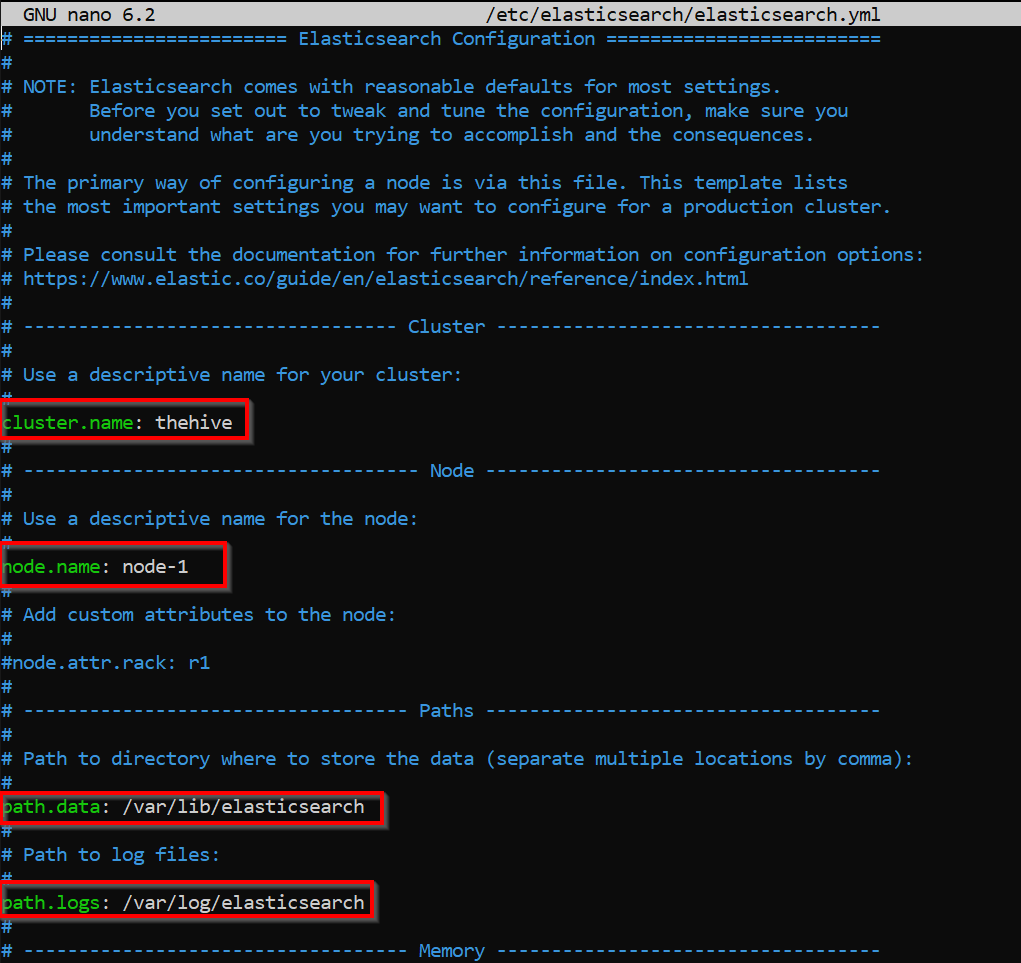 GNU nano 6.2 /etc/elasticsearch/elasticsearch.yml
# ======================== Elasticsearch Configuration =========================
#
# NOTE: Elasticsearch comes with reasonable defaults for most settings.
#       Before you set out to tweak and tune the configuration, make sure you
#       understand what are you trying to accomplish and the consequences.
#
# The primary way of configuring a node is via this file. This template lists
# the most important settings you may want to configure for a production cluster.
#
# Please consult the documentation for further information on configuration options:
# https://www.elastic.co/guide/en/elasticsearch/reference/index.html
#
# ---------------------------------- Cluster -----------------------------------
#
# Use a descriptive name for your cluster:
#
cluster.name: thehive
#
# ------------------------------------ Node ------------------------------------
#
# Use a descriptive name for the node:
#
node.name: node-1
#
# Add custom attributes to the node:
#
#node.attr.rack: r1
#
# ----------------------------------- Paths ------------------------------------
#
# Path to directory where to store the data (separate multiple locations by comma):
#
path.data: /var/lib/elasticsearch
#
# Path to log files:
#
path.logs: /var/log/elasticsearch
#
# ----------------------------------- Memory -----------------------------------